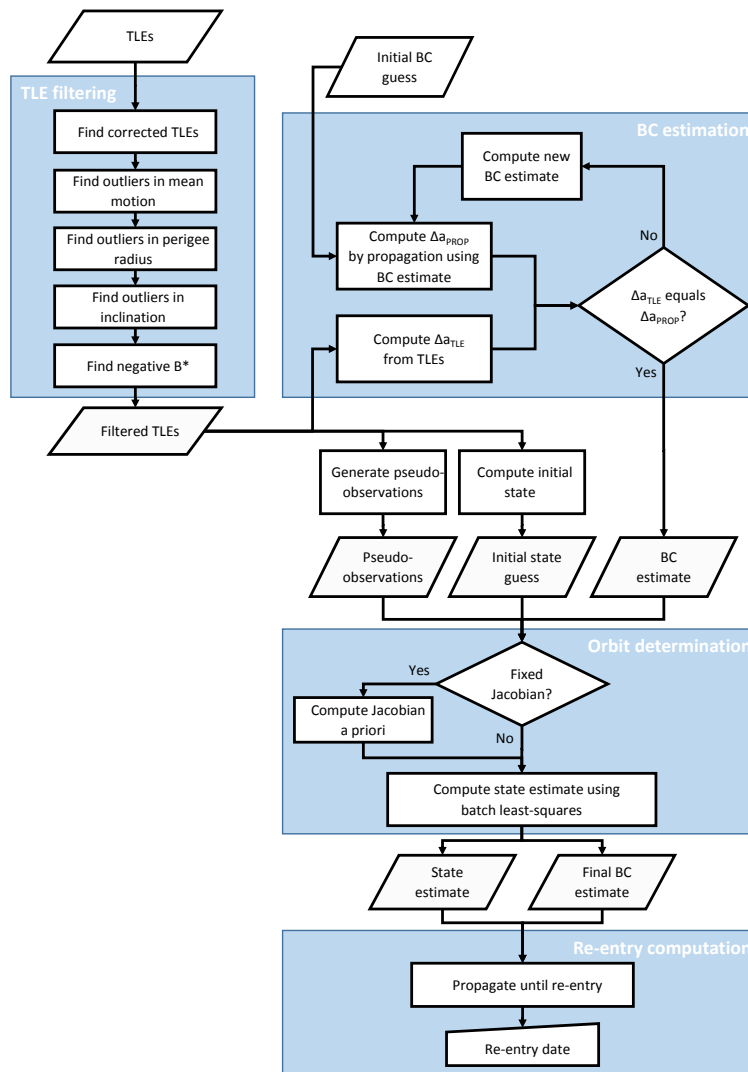 TLEs
TLE filtering
Find corrected TLEs
Find outliers in mean
motion
Find outliers in perigee
radius
Find outliers in
inclination
Find negative B*
Filtered TLEs
Initial BC
guess
BC estimation
Compute new
BC estimate
No
Compute ΔaPROP
by propagation using
BC estimate
ΔaTLE equals
ΔaPROP?
Compute ΔaTLE
from TLEs
Yes
Generate pseudo-
observations
Compute initial
state
Pseudo-
observations
Initial state
guess
BC
estimate
Orbit determination
Yes
Fixed
Jacobian?
Compute Jacobian
a priori
No
Compute state estimate using
batch least-squares
State
estimate
Final BC
estimate
Re-entry computation
Propagate until re-entry
Re-entry date